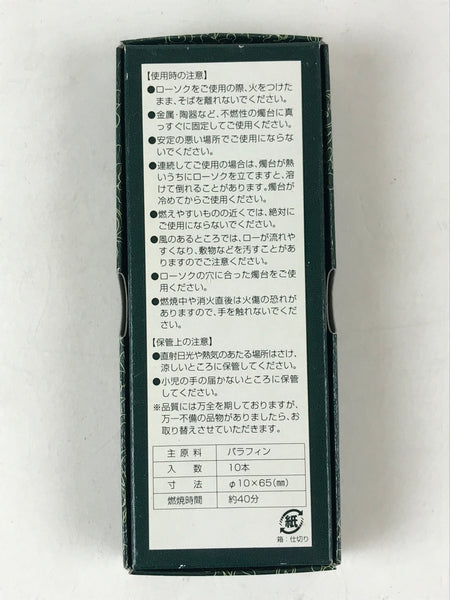 【使用時の注意】
●ローソクをご使用の際、火をつけた
まま、そばを離れないでください。
●金属・陶器など、不燃性の燭台に真
っすぐに固定してご使用ください。
●安定の悪い場所でご使用にならない
でください。
●連続してご使用の場合は、燭台が熱
いうちにローソクを立てますと、溶
けて倒れることがあります。燭台が
冷めてからご使用ください。
●燃えやすいものの近くでは、絶対に
ご使用にならないでください。
●風のあるところでは、ローが流れや
すくなり、敷物などを汚すことがあ
りますのでご注意ください。
●ローソクの穴に合った燭台をご使
用ください。
●燃焼中や消火直後は火傷の恐れが
ありますので、手を触れないでくだ
さい。
【保管上の注意】
●直射日光や熱気のあたる場所はさけ、
涼しいところに保管してください。
●小児の手の届かないところに保管
してください。
※品質には万全を期しておりますが、
万一不備の品物がありましたら、お
取り替えさせていただきます。
主原料 パラフィン
入数 10本
寸法 φ10×65(㎜)
燃焼時間 約40分
紙
箱：仕切り